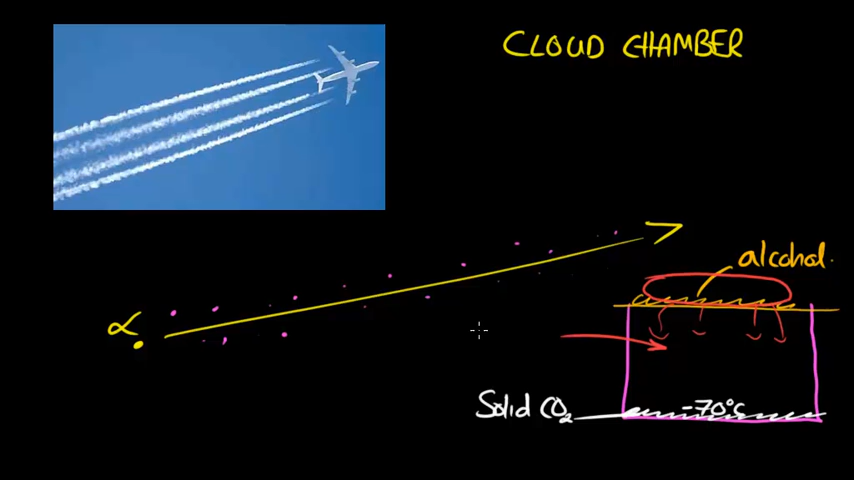 CLOUD CHAMBER
alcohol.
α
Solid CO₂
-70°C